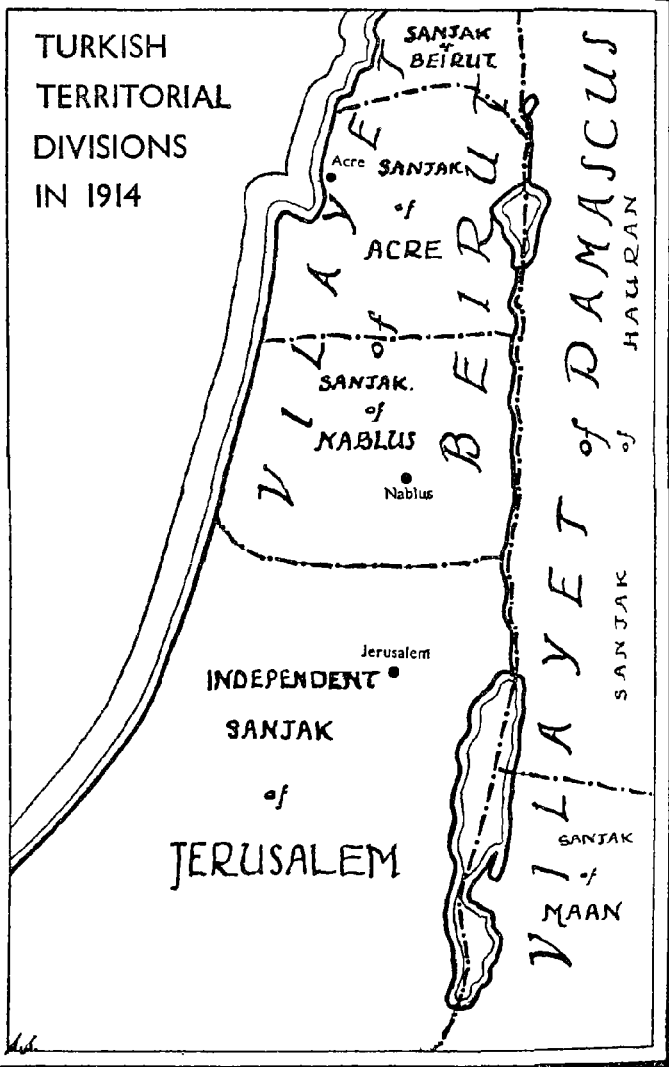 TURKISH
TERRITORIAL
DIVISIONS
IN 1914
SANJAK
of
BEIRUT
Acre
SANJAK
of
ACRE
SANJAK.
of
NABLUS
Nablus
VILAYET of BEIRUT
Jerusalem
INDEPENDENT
SANJAK
of
JERUSALEM
VILAYET of DAMASCUS
SANJAK of HAURAN
SANJAK
of
MAAN